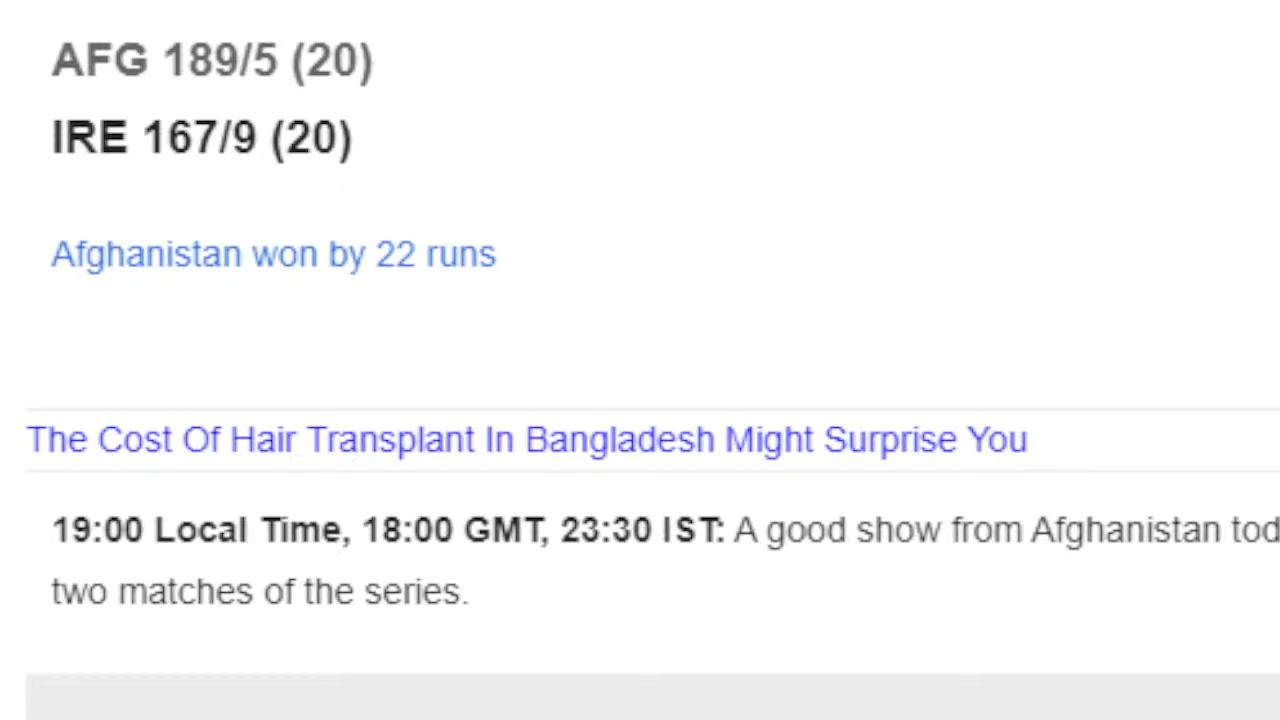 AFG 189/5 (20)
IRE 167/9 (20)
Afghanistan won by 22 runs
The Cost Of Hair Transplant In Bangladesh Might Surprise You
19:00 Local Time, 18:00 GMT, 23:30 IST: A good show from Afghanistan
two matches of the series.